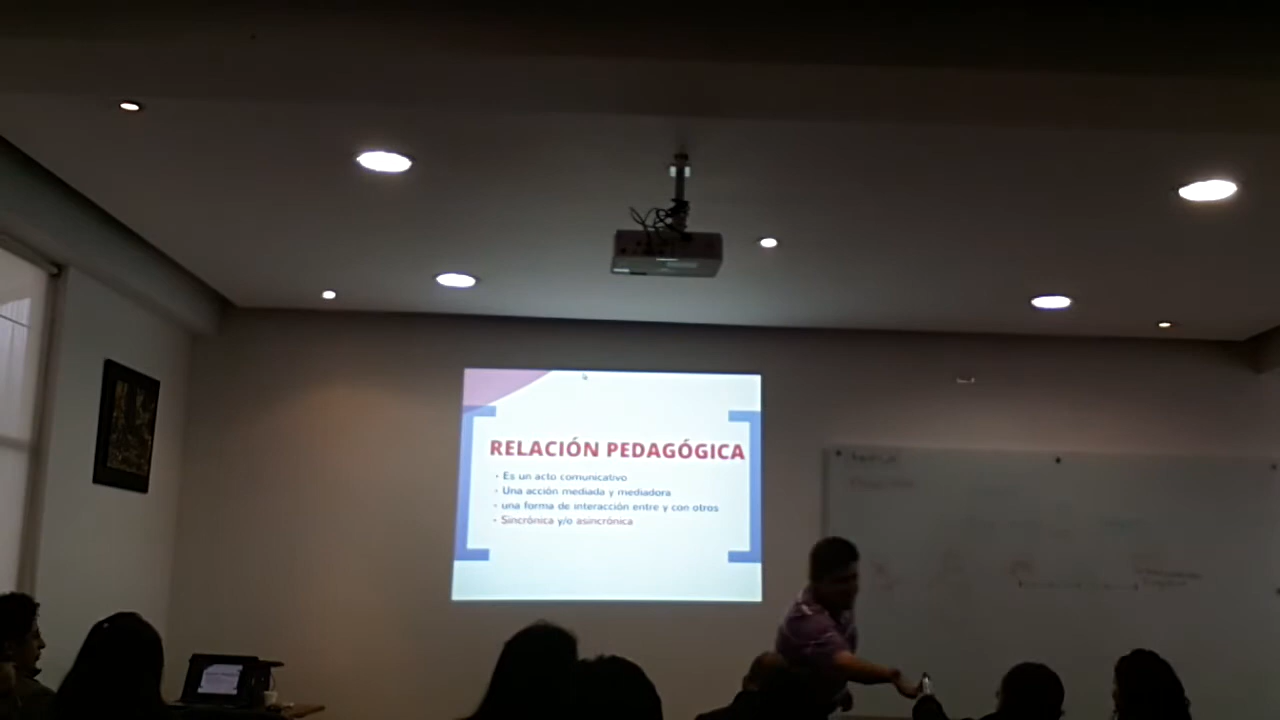 RELACIÓN PEDAGÓGICA
- Es un acto comunicativo
- Una acción mediada y mediadora
- una forma de interacción entre y con otros
- Sincrónica y/o asincrónica